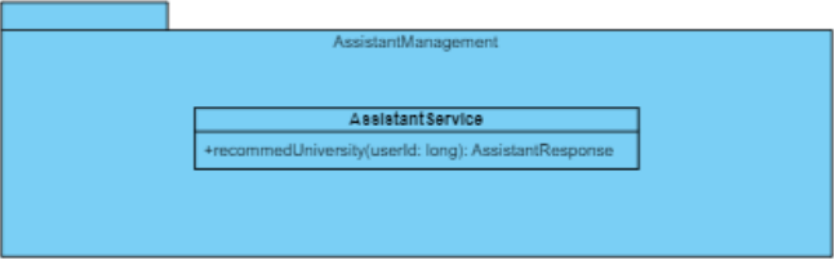 AssistantManagement
AssistantService
+recommedUniversity(userId: long): AssistantResponse